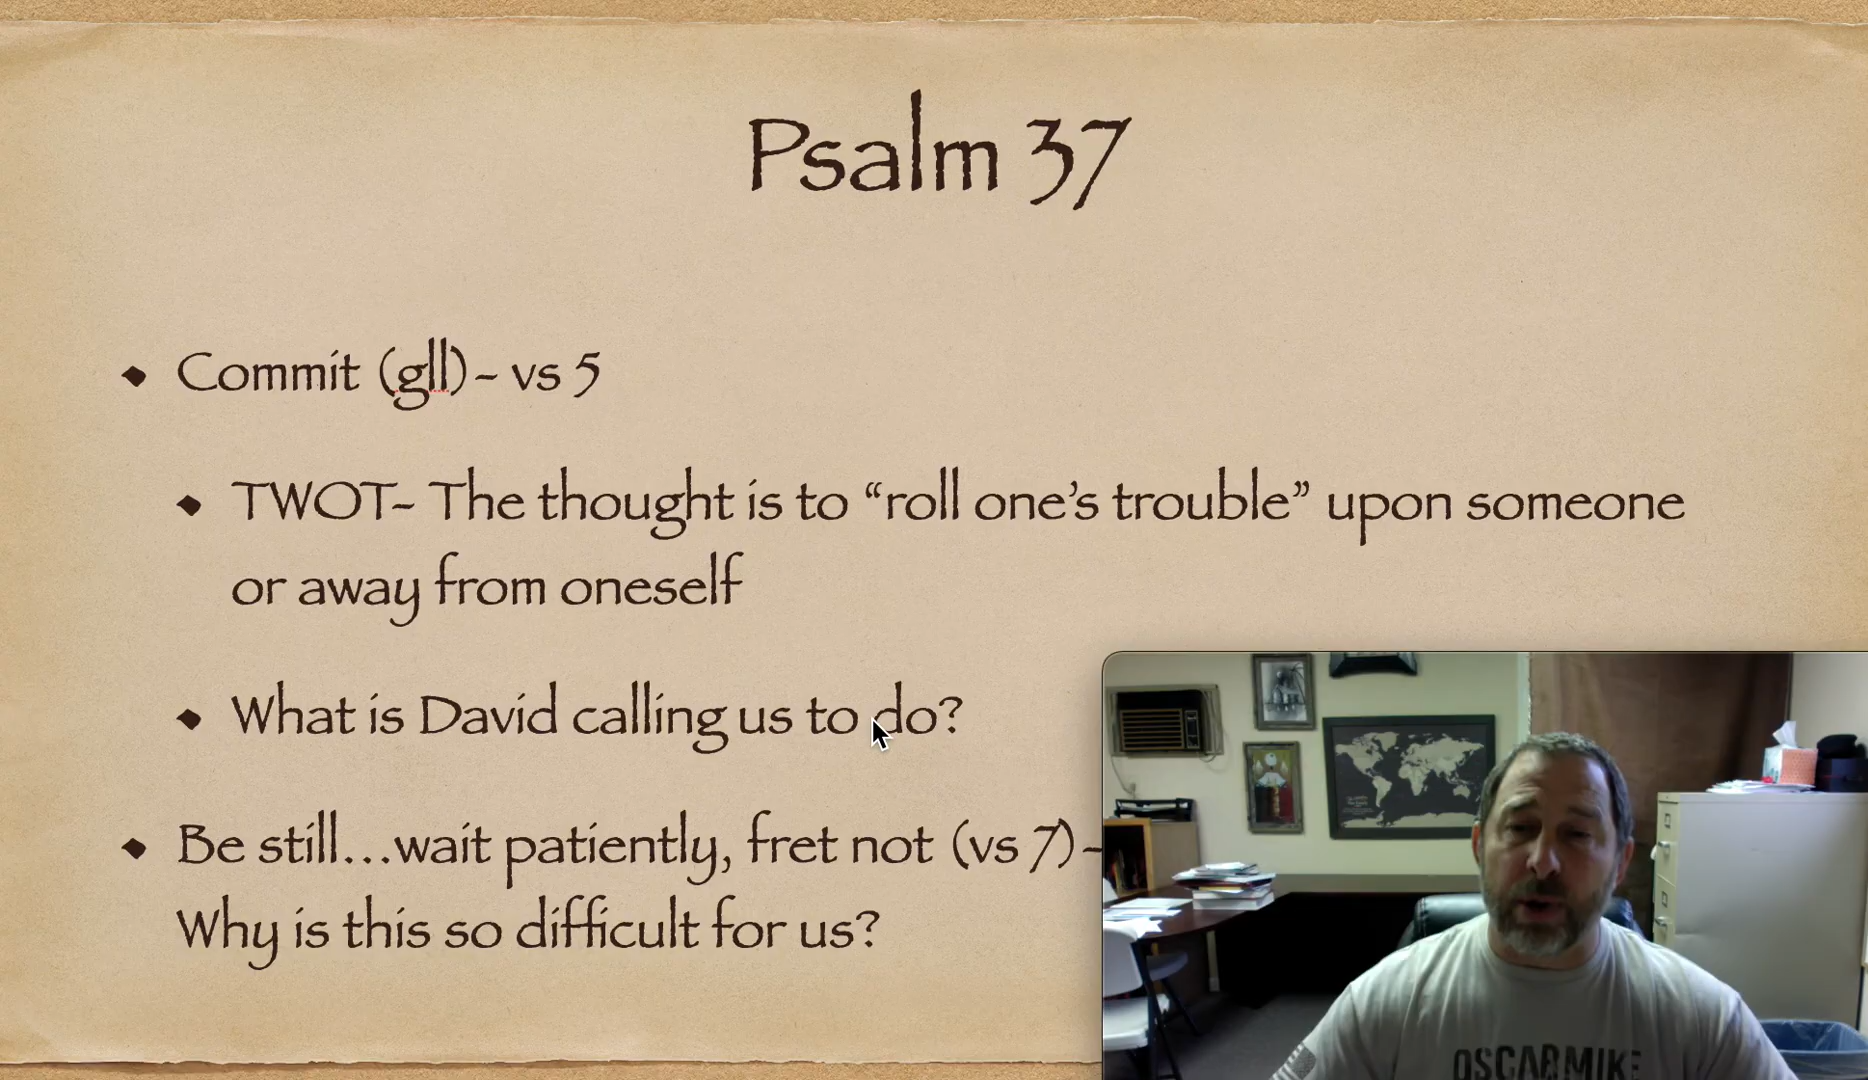 Psalm 37
Commit (gll)- vs 5
TWOT- The thought is to “roll one’s trouble” upon someone
or away from oneself
What is David calling us to do?
Be still…wait patiently, fret not (vs 7)-
Why is this so difficult for us?
OSCAR MIKE